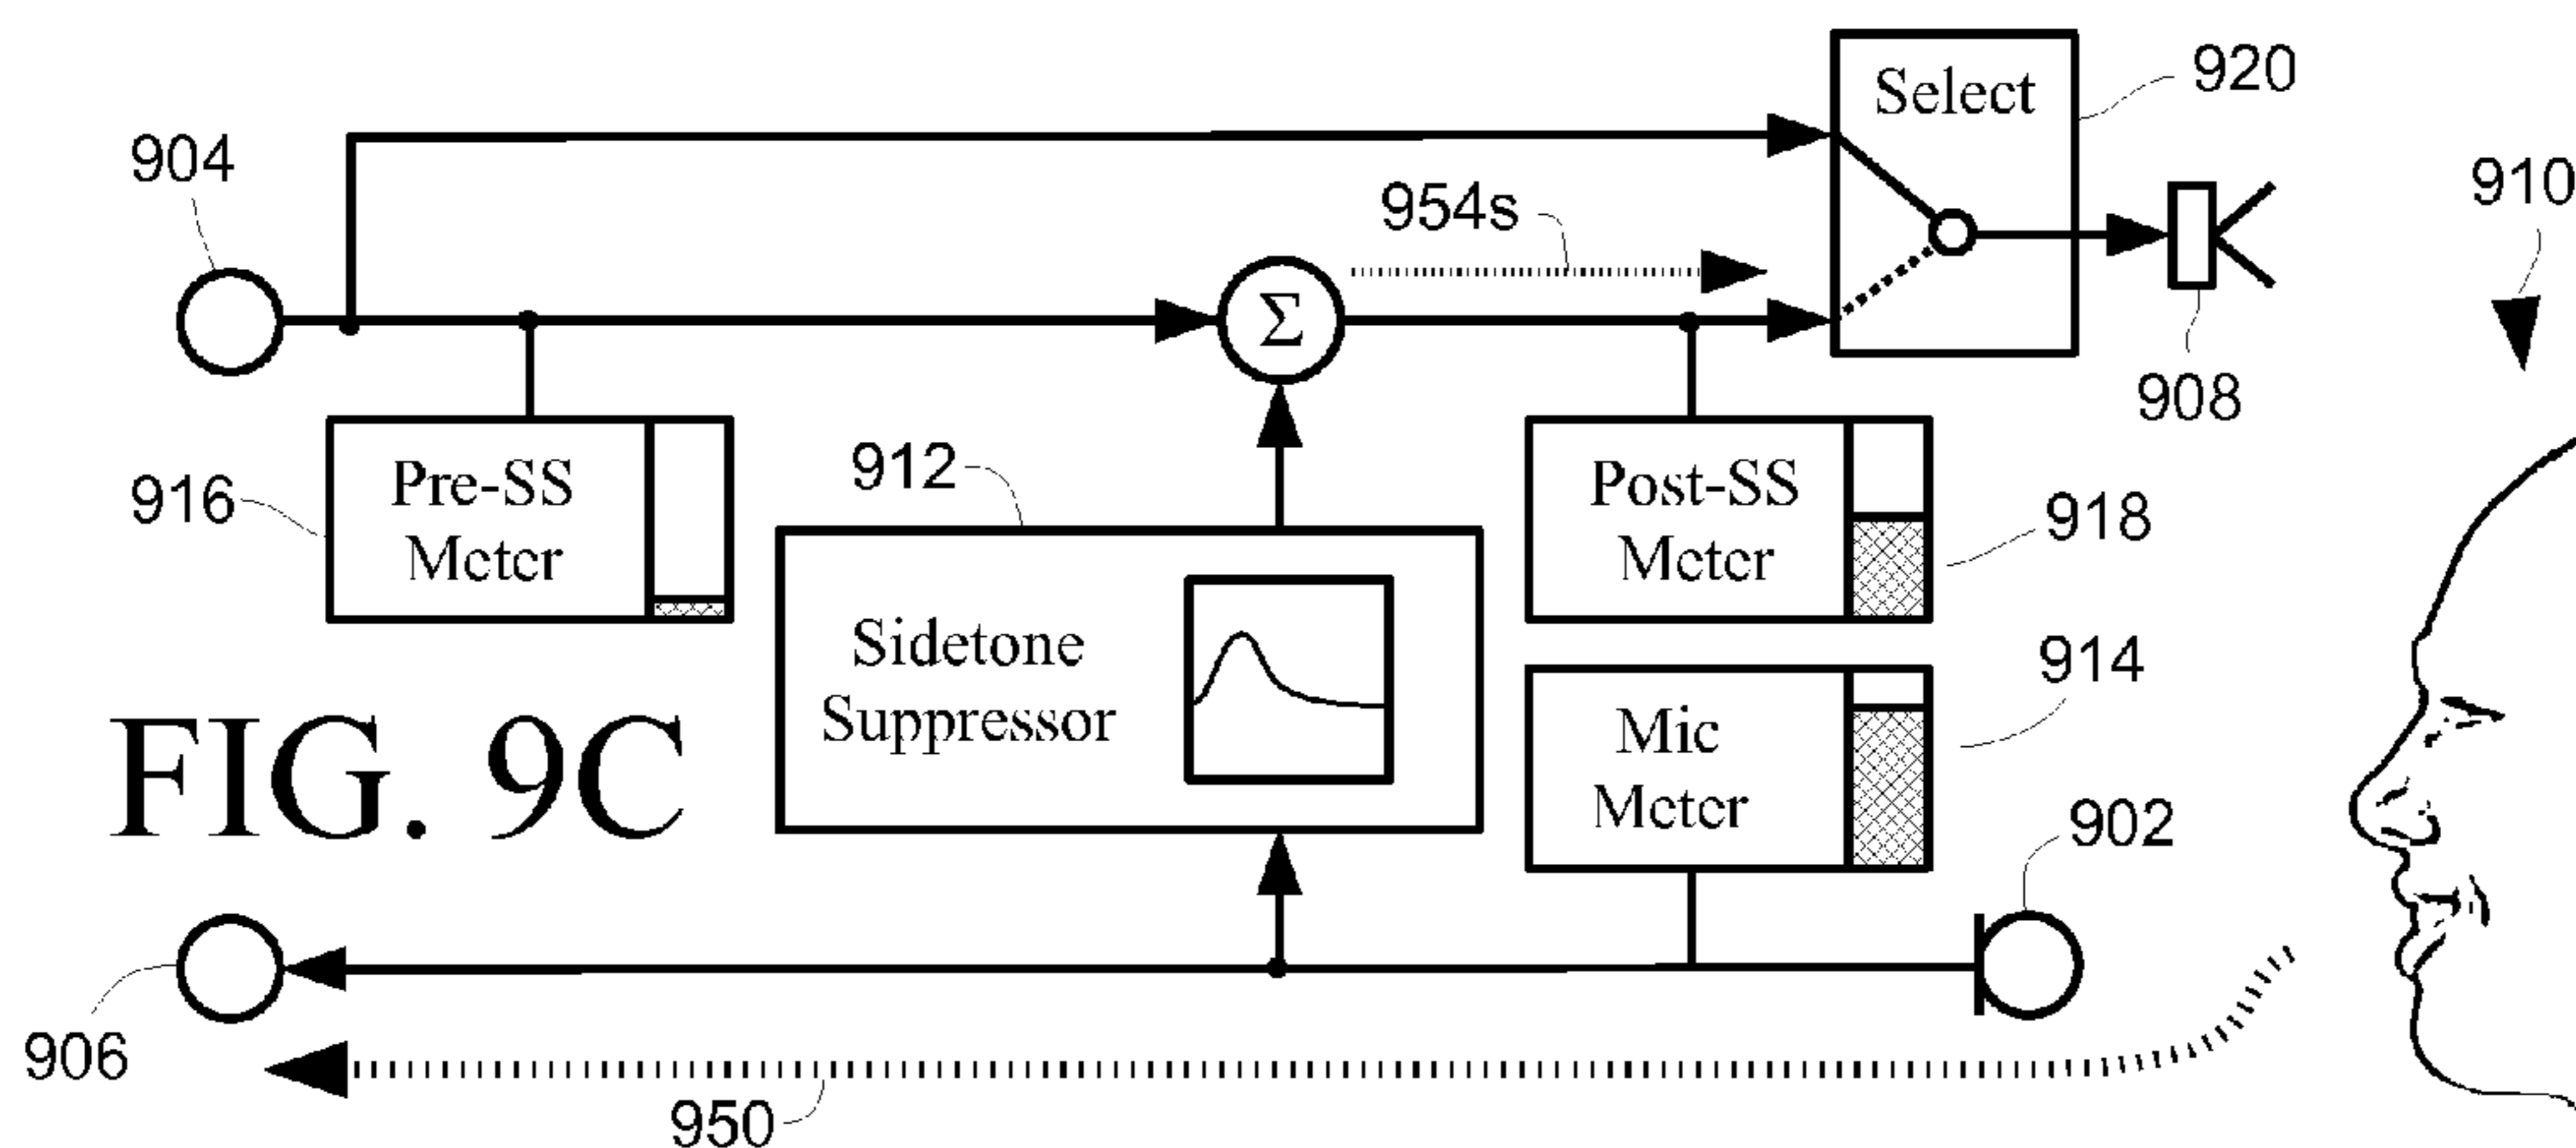 Select
920
904
910
954s
Σ
908
Pre-SS
Meter
916
912
Post-SS
Meter
918
Sidetone
Suppressor
914
Mic
Meter
FIG. 9C
902
906
950